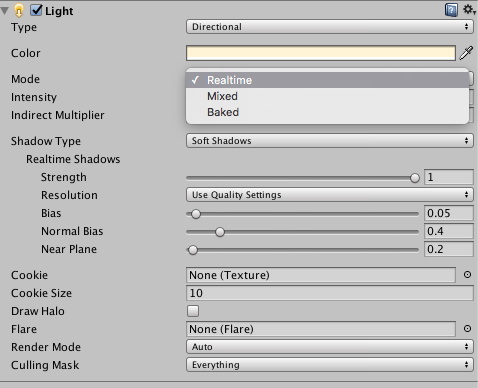 Light
Type Directional
Color
Mode ✓ Realtime
Mixed
Intensity
Baked
Indirect Multiplier
Shadow Type Soft Shadows
Realtime Shadows
Strength 1
Resolution Use Quality Settings
Bias 0.05
Normal Bias 0.4
Near Plane 0.2
Cookie None (Texture)
Cookie Size 10
Draw Halo
Flare None (Flare)
Render Mode Auto
Culling Mask Everything